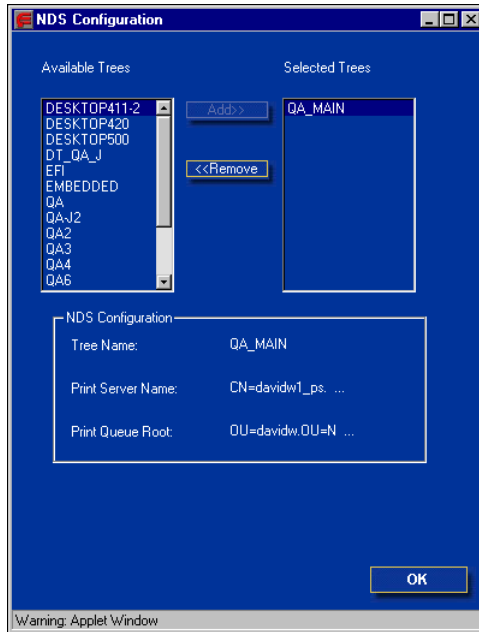 NDS Configuration
Available Trees
Selected Trees
DESKTOP411-2
DESKTOP420
DESKTOP500
DT_QA_J
EFI
EMBEDDED
QA
QA-J2
QA2
QA3
QA4
QA6
Add>>
<<Remove
QA_MAIN
NDS Configuration
Tree Name: QA_MAIN
Print Server Name: CN=davidw1_ps. ...
Print Queue Root: OU=davidw.OU=N ...
OK
Warning: Applet Window